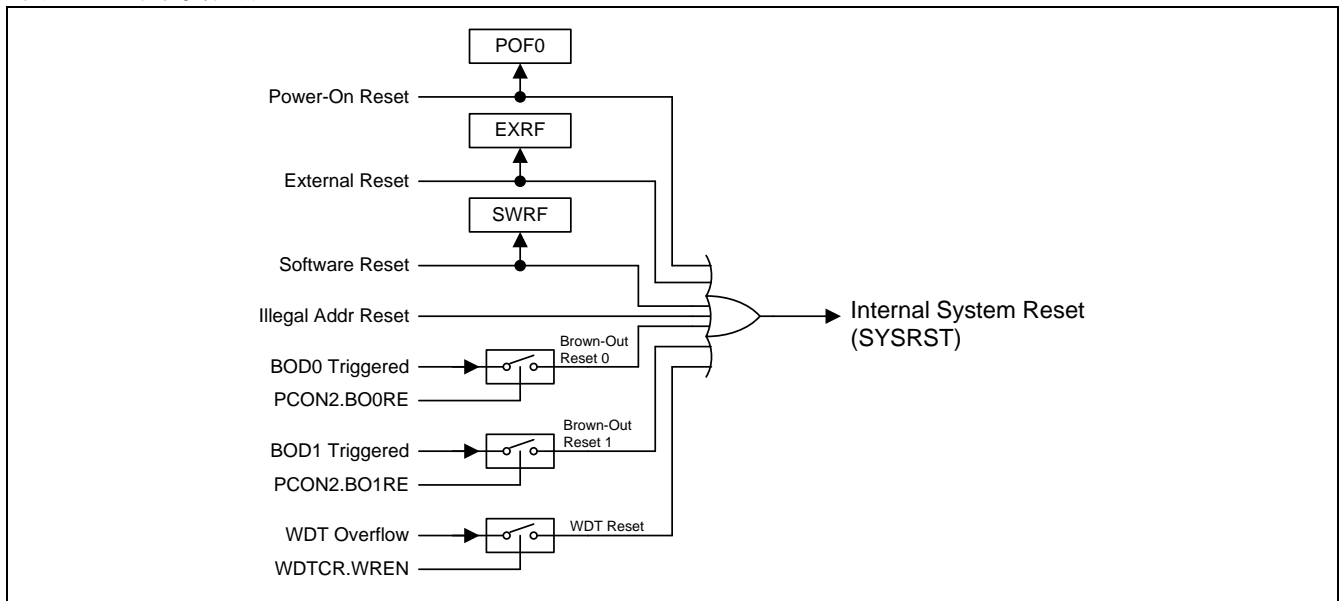 POF0
Power-On Reset
EXRF
External Reset
SWRF
Software Reset
Illegal Addr Reset
Internal System Reset
(SYSRST)
Brown-Out
Reset 0
BOD0 Triggered
PCON2.BO0RE
Brown-Out
Reset 1
BOD1 Triggered
PCON2.BO1RE
WDT Overflow
WDT Reset
WDTCR.WREN